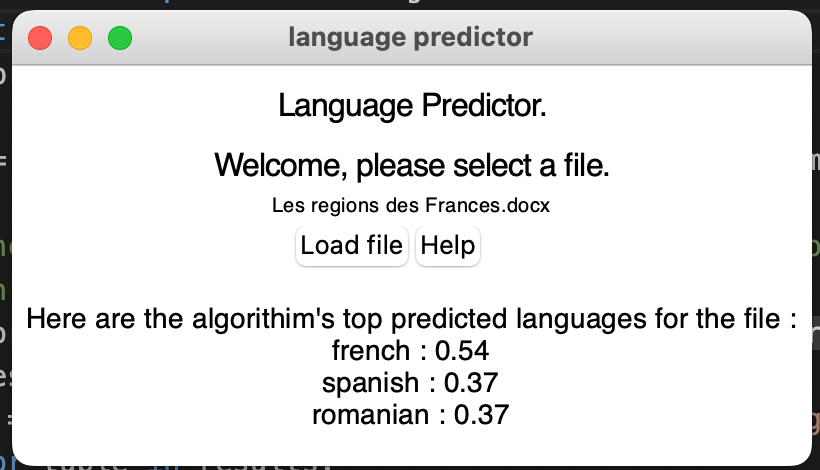 language predictor
Language Predictor.
Welcome, please select a file.
Les regions des Frances.docx
Load file Help
Here are the algorithim's top predicted languages for the file :
french : 0.54
spanish : 0.37
romanian : 0.37